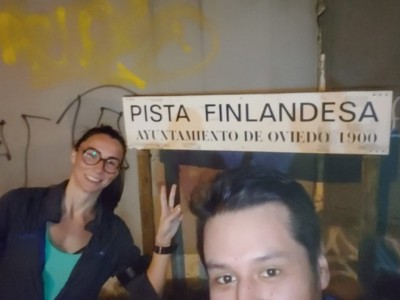 PISTA FINLANDESA
AYUNTAMIENTO DE OVIEDO 1900